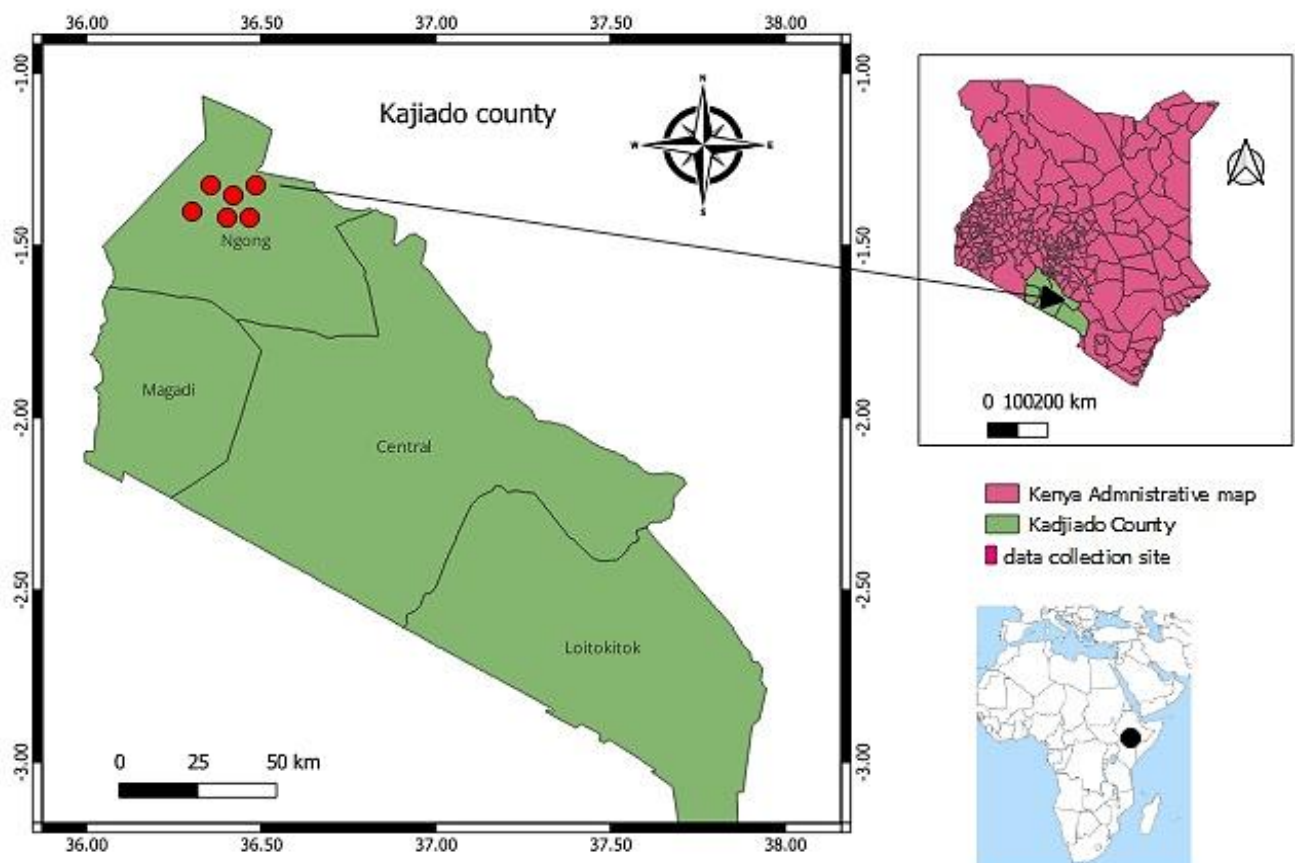 36.00 36.50 37.00 37.50 38.00
-1.00
-1.50
-2.00
-2.50
-3.00
Kajiado county
N
W E
S
Ngong
Magadi
Central
Loitokitok
0 25 50 km
-1.00
-1.50
-2.00
-2.50
-3.00
36.00 36.50 37.00 37.50 38.00
0 100200 km
Kenya Admnistrative map
Kadjiado County
data collection site